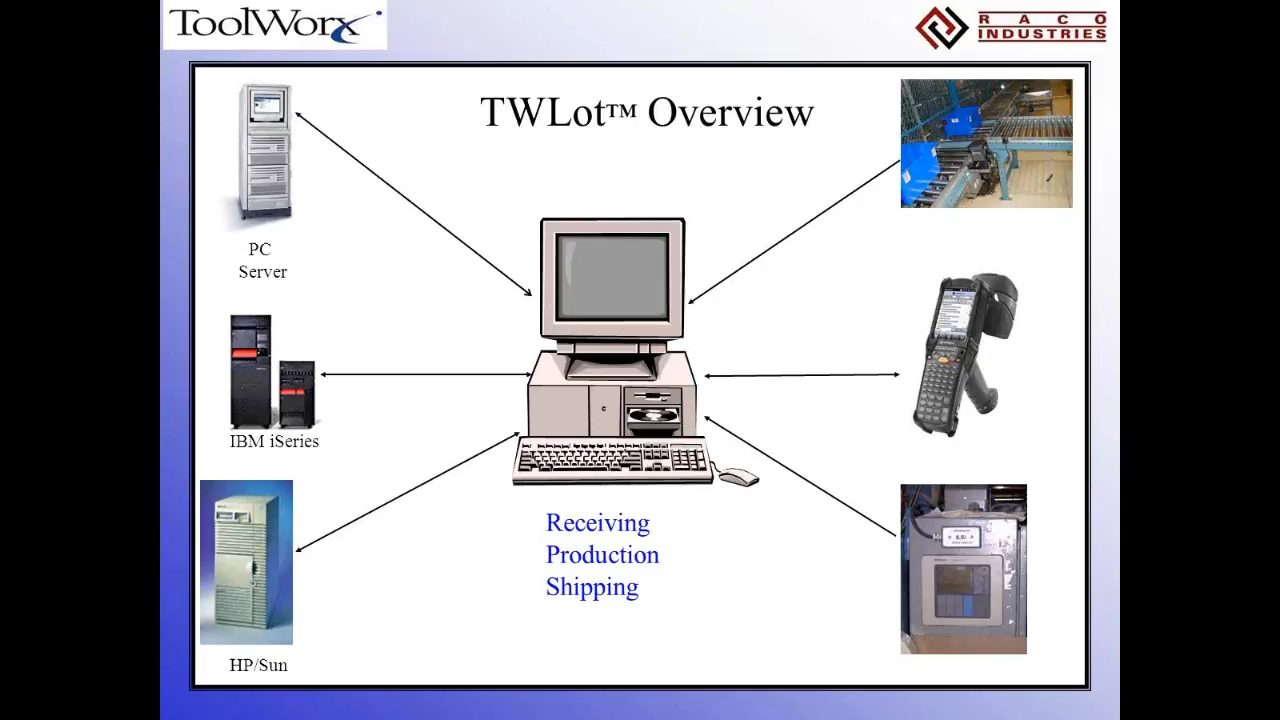 ToolWorx
RACO
INDUSTRIES
TWLot™ Overview
PC
Server
IBM iSeries
HP/Sun
Receiving
Production
Shipping